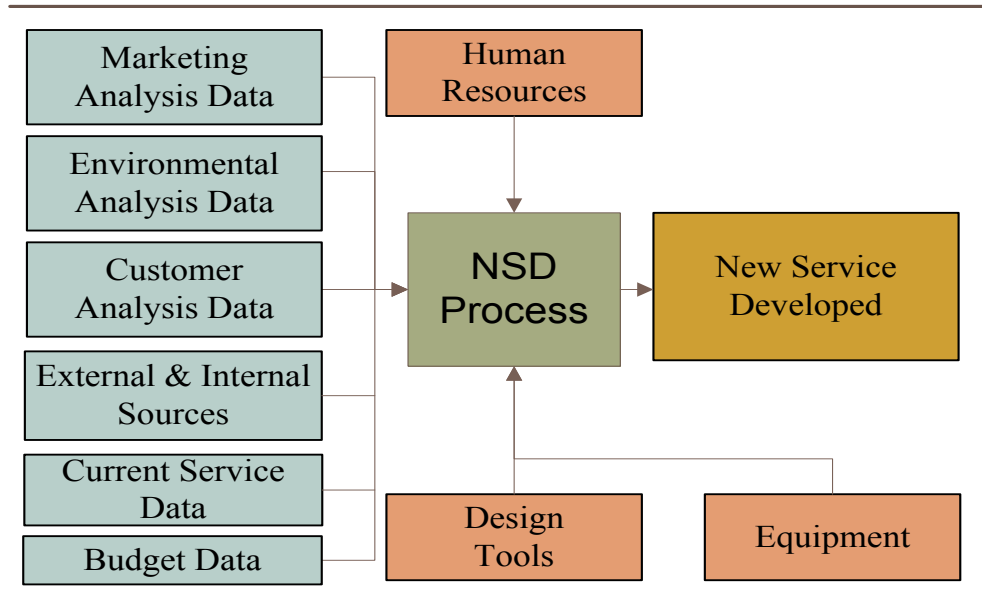 Marketing
Analysis Data
Environmental
Analysis Data
Customer
Analysis Data
External & Internal
Sources
Current Service
Data
Budget Data
Human
Resources
NSD
Process
New Service
Developed
Design
Tools
Equipment